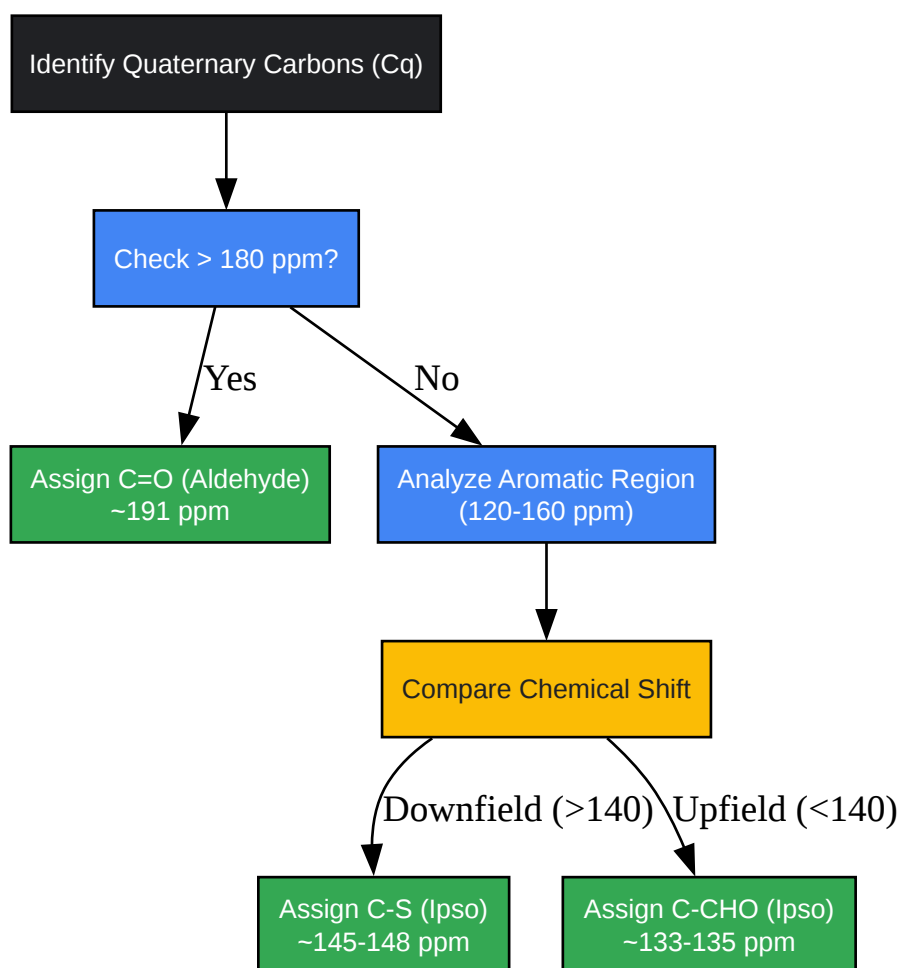 Identify Quaternary Carbons (Cq)
Check > 180 ppm?
Yes
No
Assign C=O (Aldehyde)
~191 ppm
Analyze Aromatic Region
(120-160 ppm)
Compare Chemical Shift
Downfield (>140)
Upfield (<140)
Assign C-S (Ipso)
~145-148 ppm
Assign C-CHO (Ipso)
~133-135 ppm